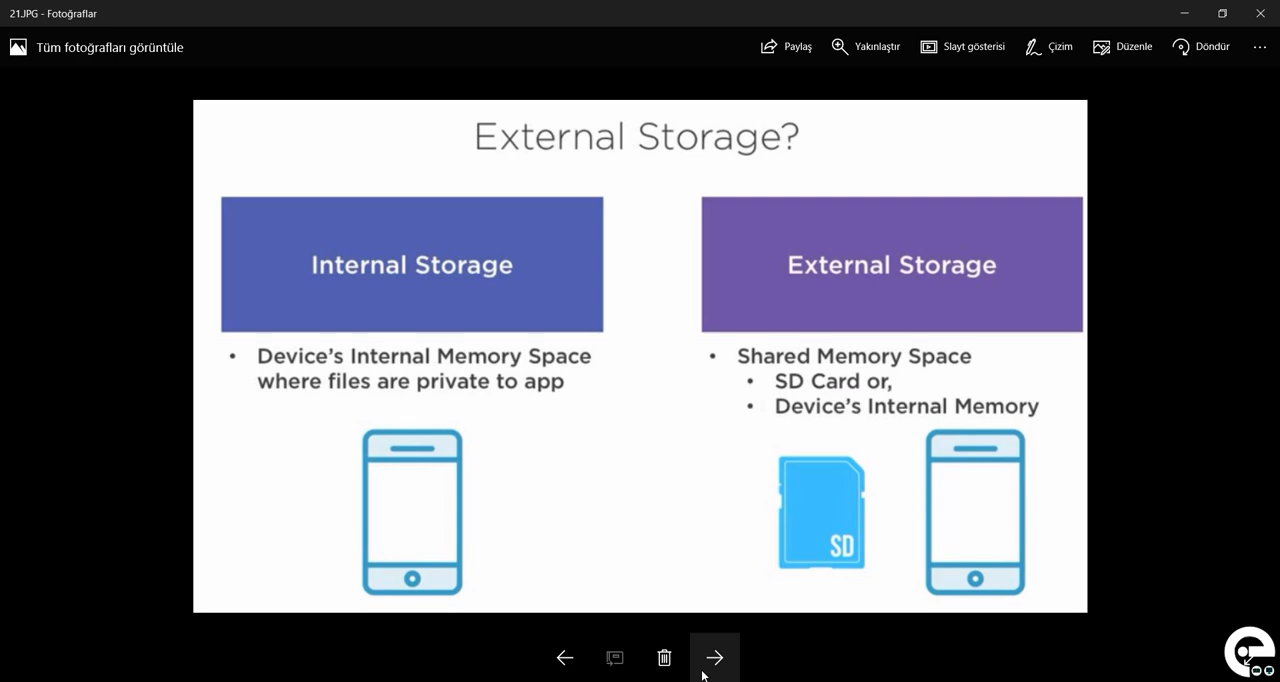 21.JPG - Fotoğraflar
Tüm fotoğrafları görüntüle
Paylaş
Yakınlaştır
Slayt gösterisi
Çizim
Düzenle
Döndür
External Storage?
Internal Storage
• Device's Internal Memory Space
where files are private to app
External Storage
• Shared Memory Space
• SD Card or,
• Device's Internal Memory
SD